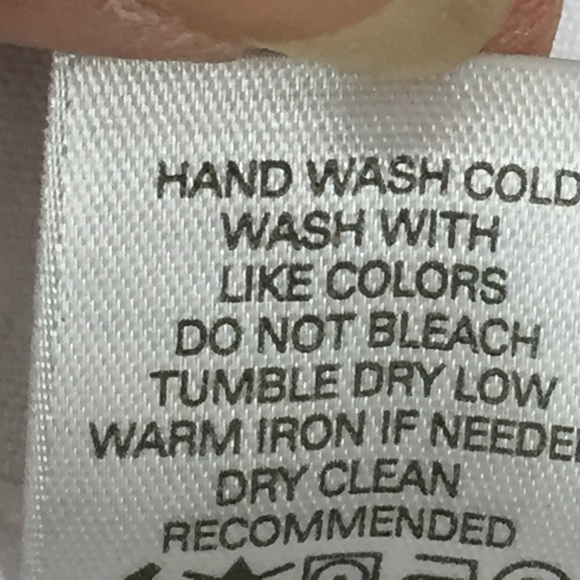 HAND WASH COLD
WASH WITH
LIKE COLORS
DO NOT BLEACH
TUMBLE DRY LOW
WARM IRON IF NEEDE
DRY CLEAN
RECOMMENDED